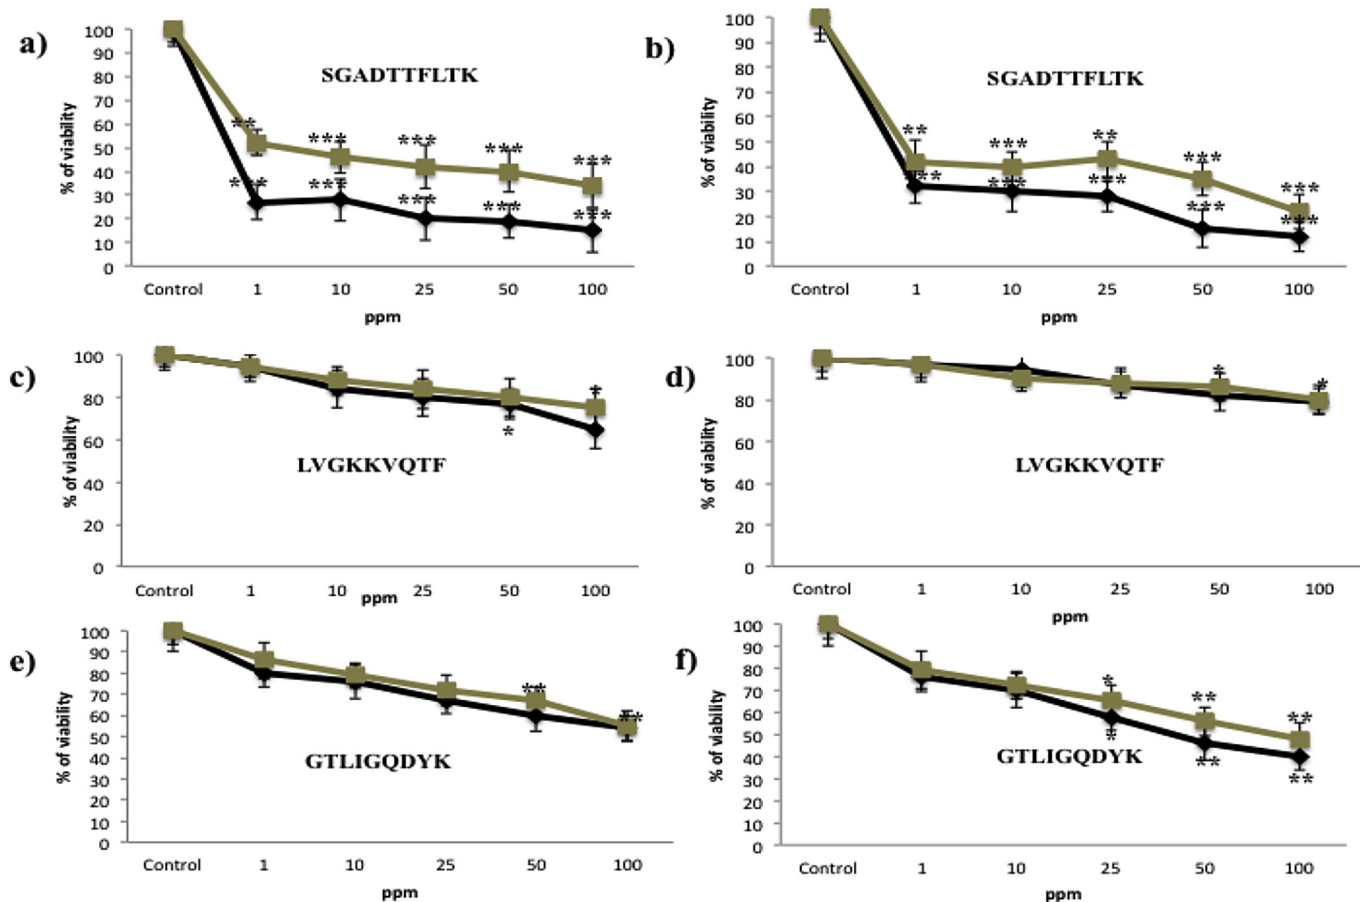 a)
% of viability
100
90
80
70
60
50
40
30
20
10
0
SGADTTFLTK
** *** *** *** ***
*** *** *** *** ***
Control 1 10 25 50 100
ppm
b)
% of viability
100
90
80
70
60
50
40
30
20
10
0
SGADTTFLTK
** *** ** *** ***
*** *** *** *** ***
Control 1 10 25 50 100
ppm
c)
% of viability
100
80
60
40
20
0
LVGKKVQTF
*
*
Control 1 10 25 50 100
ppm
d)
% of viability
100
80
60
40
20
0
LVGKKVQTF
* *
Control 1 10 25 50 100
ppm
e)
% of viability
100
90
80
70
60
50
40
30
20
10
0
GTLIGQDYK
** **
Control 1 10 25 50 100
ppm
f)
% of viability
100
90
80
70
60
50
40
30
20
10
0
GTLIGQDYK
* ** **
* ** **
Control 1 10 25 50 100
ppm